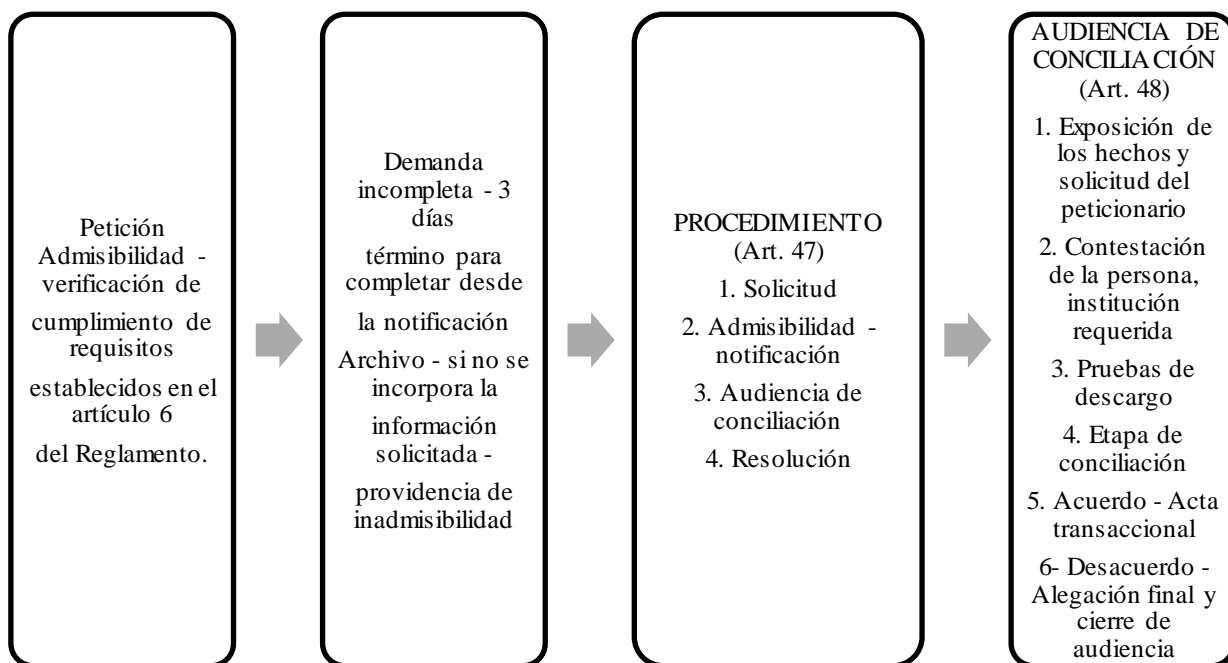 Petición
Admisibilidad -
verificación de
cumplimiento de
requisitos
establecidos en el
artículo 6
del Reglamento.
Demanda
incompleta - 3
días
término para
completar desde
la notificación
Archivo - si no se
incorpora la
información
solicitada -
providencia de
inadmisibilidad
PROCEDIMIENTO
(Art. 47)
1. Solicitud
2. Admisibilidad -
notificación
3. Audiencia de
conciliación
4. Resolución
AUDIENCIA DE
CONCILIACIÓN
(Art. 48)
1. Exposición de
los hechos y
solicitud del
peticionario
2. Contestación
de la persona,
institución
requerida
3. Pruebas de
descargo
4. Etapa de
conciliación
5. Acuerdo - Acta
transaccional
6- Desacuerdo -
Alegación final y
cierre de
audiencia